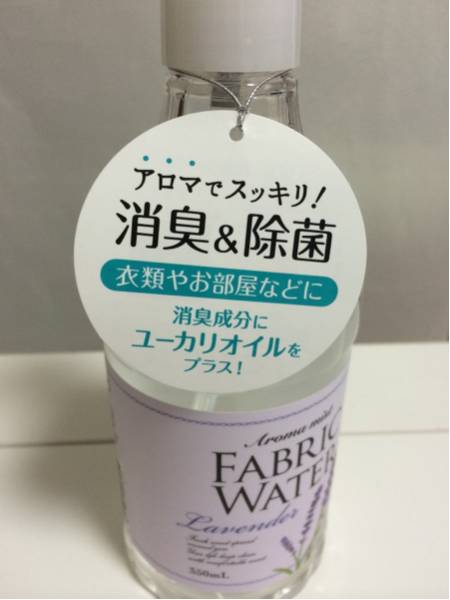 アロマでスッキリ!
消臭&除菌
衣類やお部屋などに
消臭成分に
ユーカリオイルを
プラス!
Aroma mist
FABRIC
WATER
Lavender
550mL